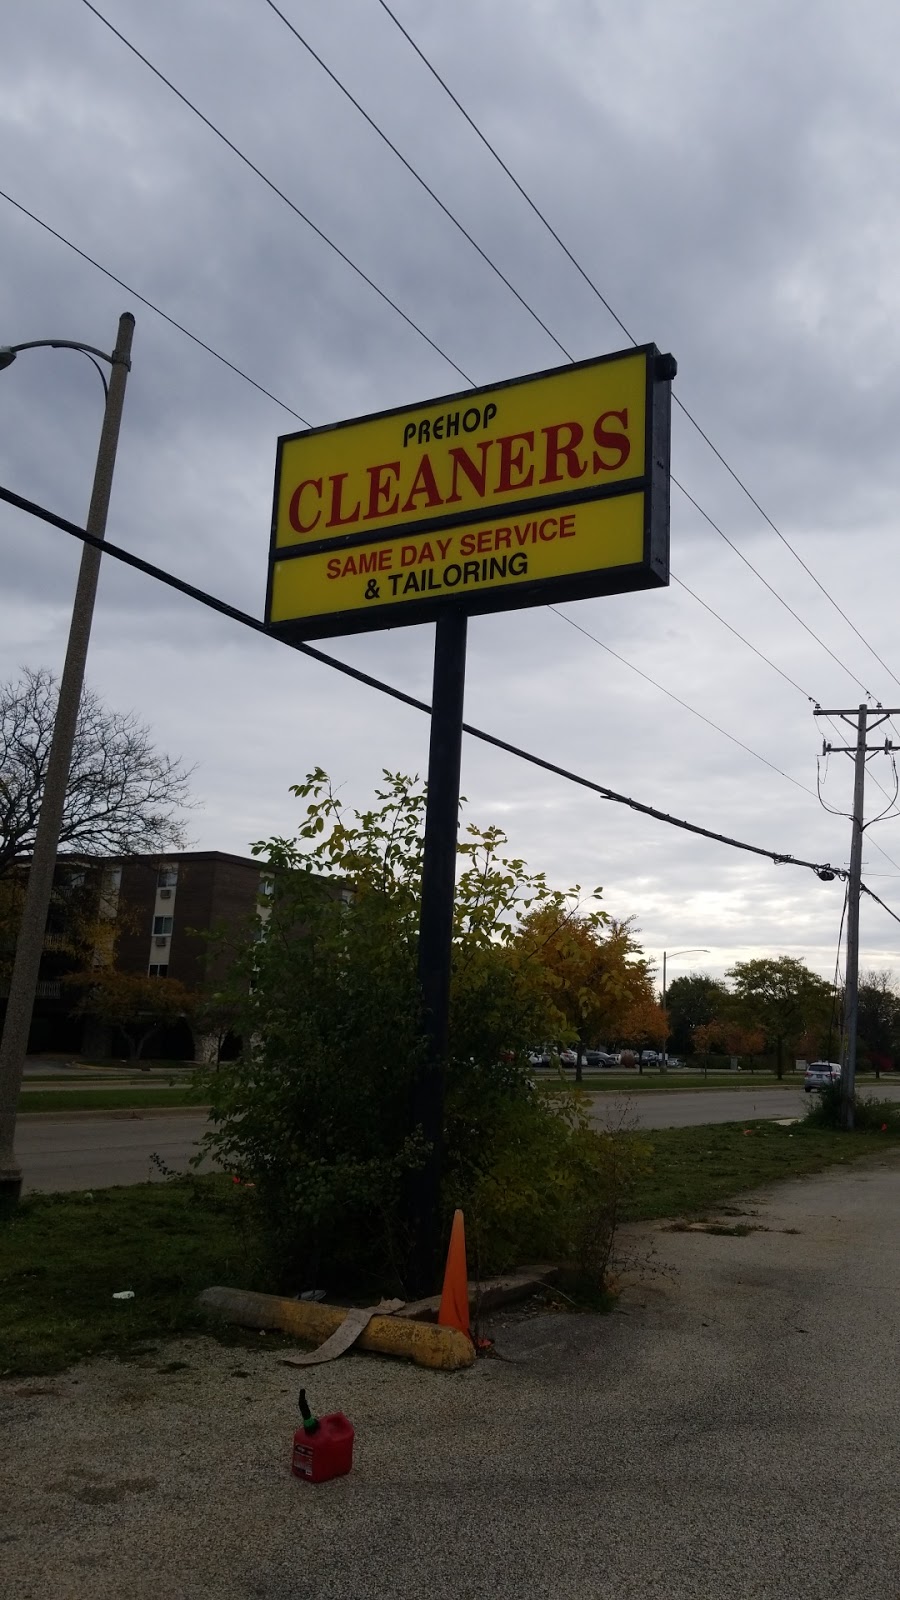 PREHOP
CLEANERS
SAME DAY SERVICE
& TAILORING